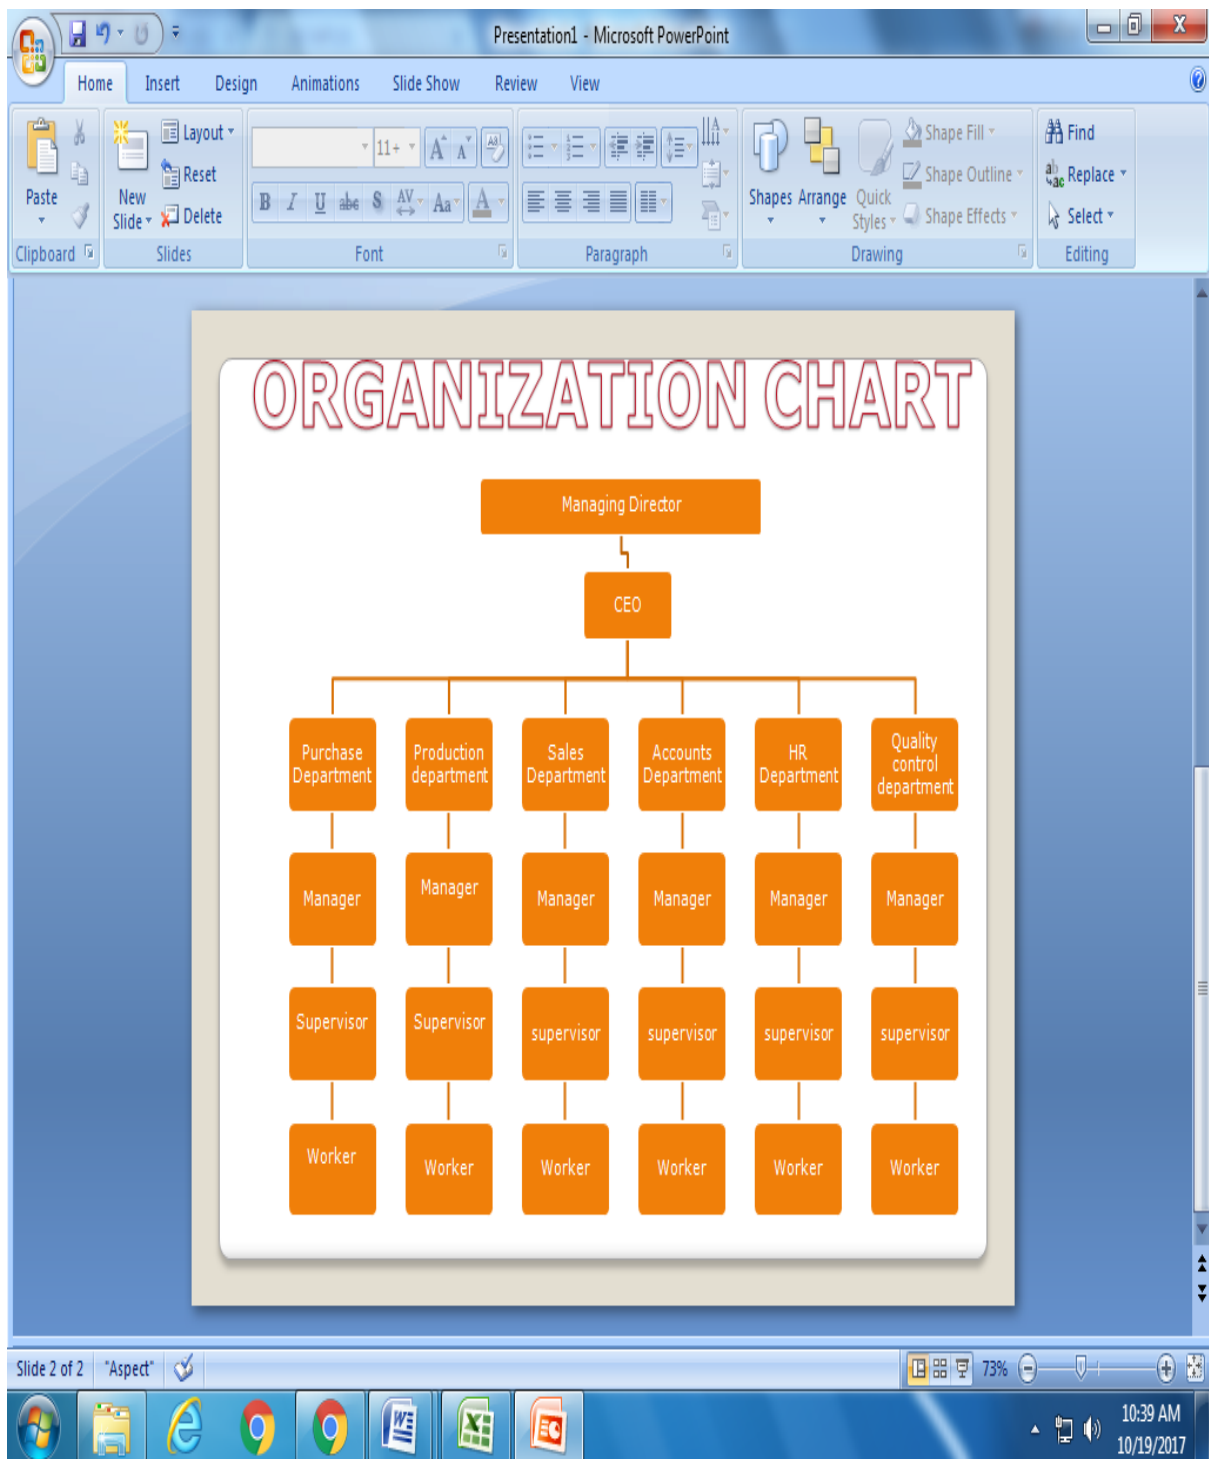 Presentation1 - Microsoft PowerPoint
Home Insert Design Animations Slide Show Review View
Paste
Clipboard
New Slide
Layout
Reset
Delete
Slides
11+
B I U abc S AV Aa A
Font
Paragraph
Shapes Arrange Quick Styles
Shape Fill
Shape Outline
Shape Effects
Drawing
Find
Replace
Select
Editing
ORGANIZATION CHART
Managing Director
CEO
Purchase
Department
Production
department
Sales
Department
Accounts
Department
HR
Department
Quality
control
department
Manager Manager Manager Manager Manager Manager
Supervisor Supervisor supervisor supervisor supervisor supervisor
Worker Worker Worker Worker Worker Worker
Slide 2 of 2 "Aspect" 73%
10:39 AM
10/19/2017